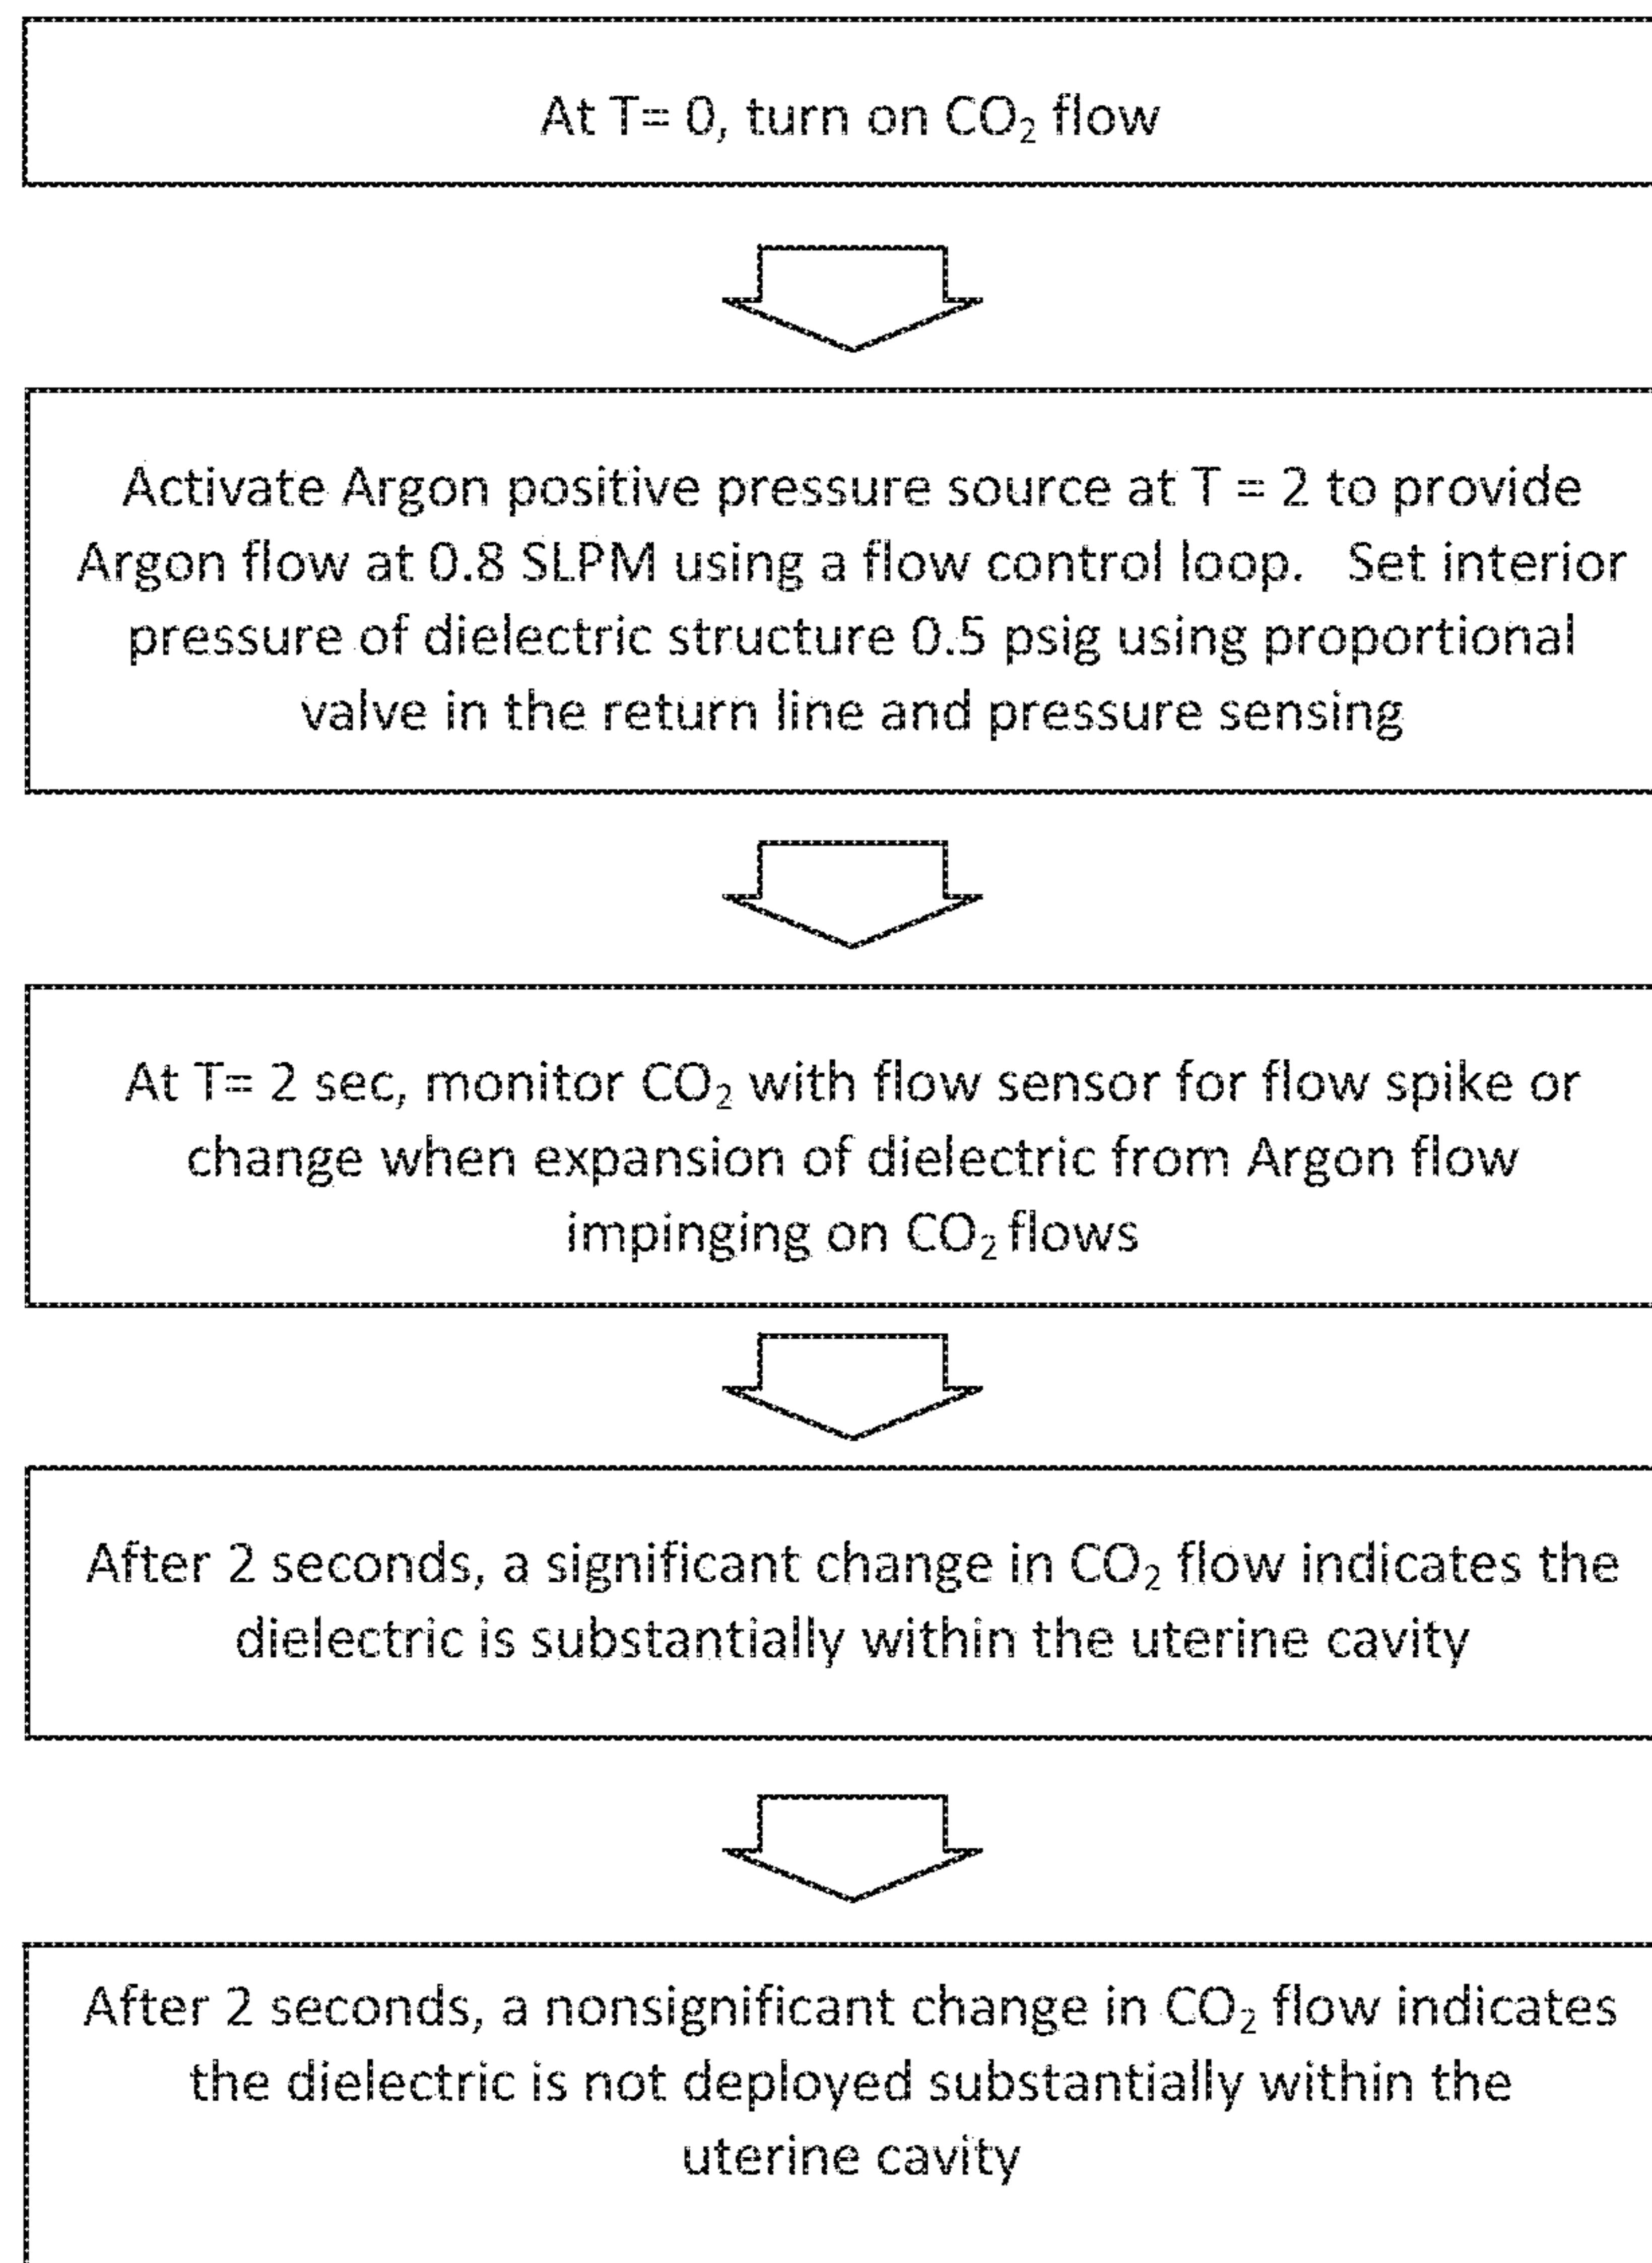 At T= 0, turn on CO₂ flow
Activate Argon positive pressure source at T = 2 to provide
Argon flow at 0.8 SLPM using a flow control loop.   Set interior
pressure of dielectric structure 0.5 psig using proportional
valve in the return line and pressure sensing
At T= 2 sec, monitor CO₂ with flow sensor for flow spike or
change when expansion of dielectric from Argon flow
impinging on CO₂ flows
After 2 seconds, a significant change in CO₂ flow indicates the
dielectric is substantially within the uterine cavity
After 2 seconds, a nonsignificant change in CO₂ flow indicates
the dielectric is not deployed substantially within the
uterine cavity